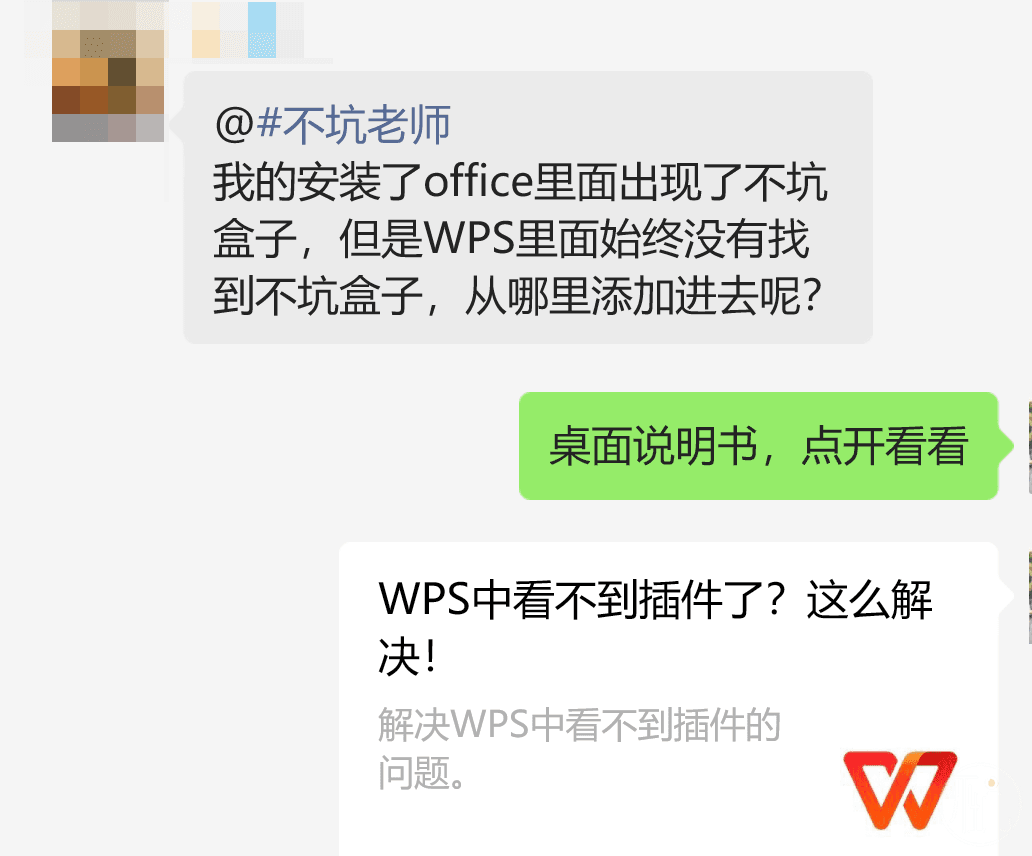 @#不坑老师
我的安装了office里面出现了不坑
盒子，但是WPS里面始终没有找
到不坑盒子，从哪里添加进去呢？
桌面说明书，点开看看
WPS中看不到插件了？这么解
决！
解决WPS中看不到插件的
问题。